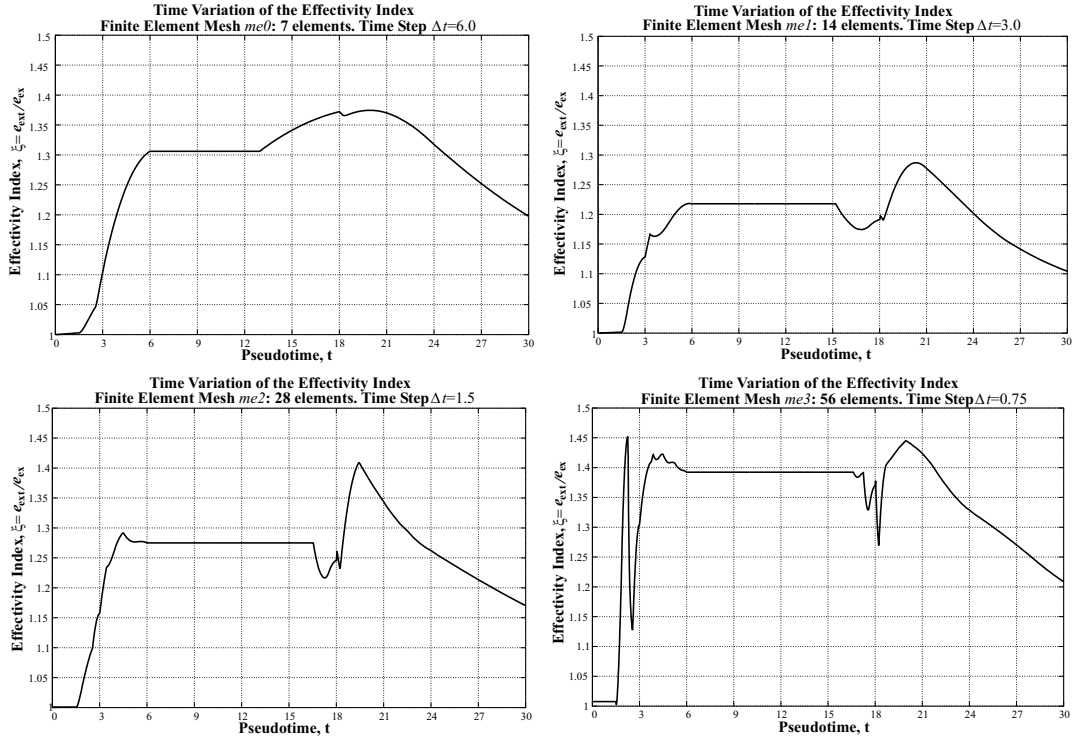 Time Variation of the Effectivity Index
Finite Element Mesh me0: 7 elements. Time Step Δt=6.0
1.5
1.45
1.4
1.35
1.3
1.25
1.2
1.15
1.1
1.05
1
Effectivity Index, ξ= e_ext/e_ex
0 3 6 9 12 15 18 21 24 27 30
Pseudotime, t
Time Variation of the Effectivity Index
Finite Element Mesh me1: 14 elements. Time Step Δt=3.0
1.5
1.45
1.4
1.35
1.3
1.25
1.2
1.15
1.1
1.05
1
Effectivity Index, ξ= e_ext/e_ex
0 3 6 9 12 15 18 21 24 27 30
Pseudotime, t
Time Variation of the Effectivity Index
Finite Element Mesh me2: 28 elements. Time Step Δt=1.5
1.5
1.45
1.4
1.35
1.3
1.25
1.2
1.15
1.1
1.05
1
Effectivity Index, ξ= e_ext/e_ex
0 3 6 9 12 15 18 21 24 27 30
Pseudotime, t
Time Variation of the Effectivity Index
Finite Element Mesh me3: 56 elements. Time Step Δt=0.75
1.5
1.45
1.4
1.35
1.3
1.25
1.2
1.15
1.1
1.05
1
Effectivity Index, ξ= e_ext/e_ex
0 3 6 9 12 15 18 21 24 27 30
Pseudotime, t